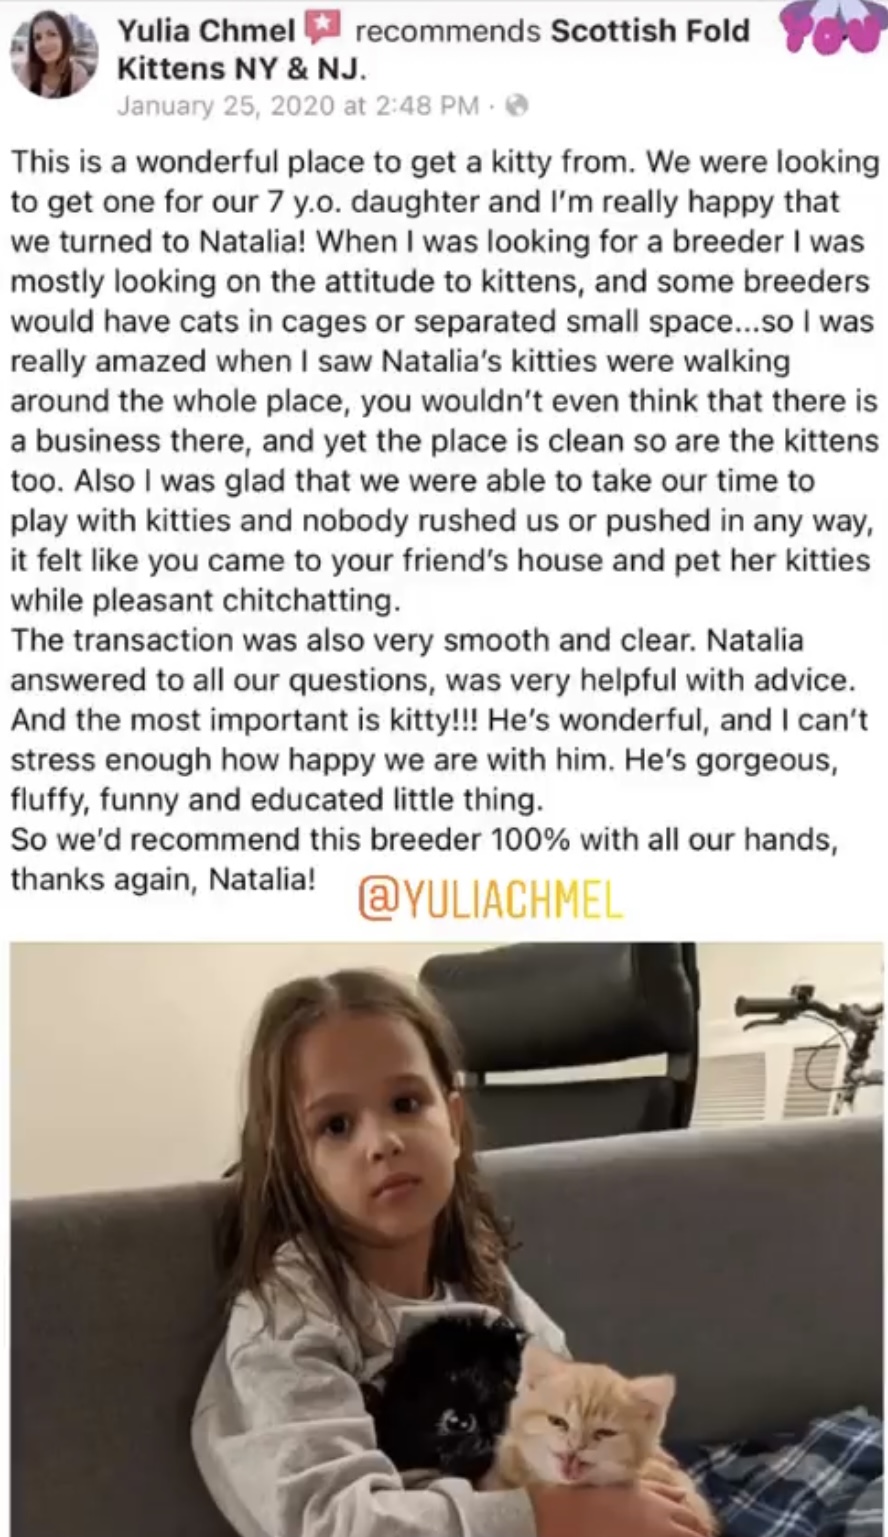 Yulia Chmel recommends Scottish Fold
Kittens NY & NJ.
January 25, 2020 at 2:48 PM ·
YOU
This is a wonderful place to get a kitty from. We were looking
to get one for our 7 y.o. daughter and I'm really happy that
we turned to Natalia! When I was looking for a breeder I was
mostly looking on the attitude to kittens, and some breeders
would have cats in cages or separated small space...so I was
really amazed when I saw Natalia's kitties were walking
around the whole place, you wouldn't even think that there is
a business there, and yet the place is clean so are the kittens
too. Also I was glad that we were able to take our time to
play with kitties and nobody rushed us or pushed in any way,
it felt like you came to your friend's house and pet her kitties
while pleasant chitchatting.
The transaction was also very smooth and clear. Natalia
answered to all our questions, was very helpful with advice.
And the most important is kitty!!! He's wonderful, and I can't
stress enough how happy we are with him. He's gorgeous,
fluffy, funny and educated little thing.
So we'd recommend this breeder 100% with all our hands,
thanks again, Natalia!
@YULIACHMEL